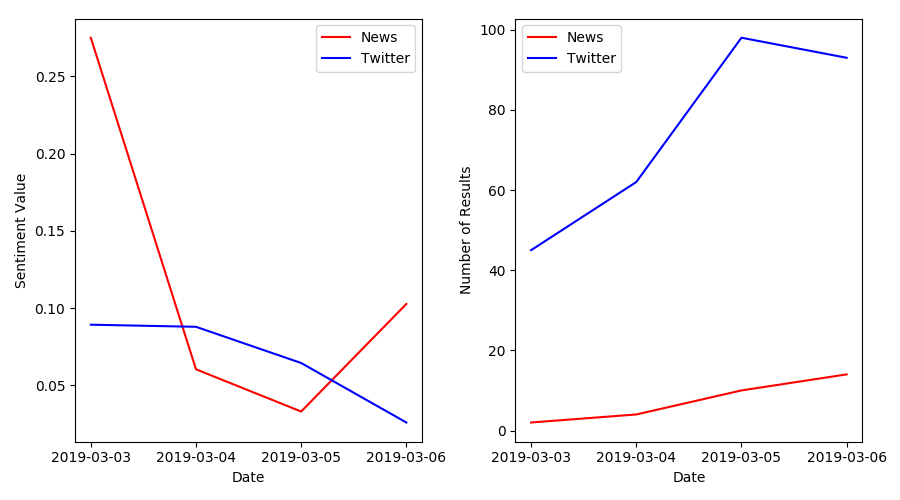 News
Twitter
0.25
0.20
0.15
0.10
0.05
Sentiment Value
2019-03-03 2019-03-04 2019-03-05 2019-03-06
Date
News
Twitter
100
80
60
40
20
0
Number of Results
2019-03-03 2019-03-04 2019-03-05 2019-03-06
Date